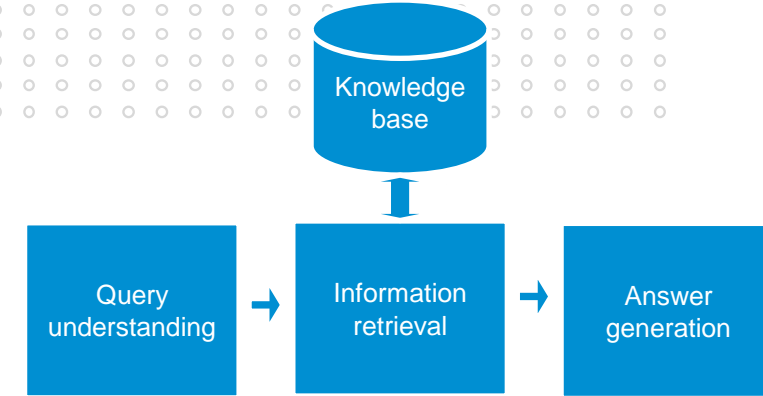 Knowledge
base
Query
understanding
Information
retrieval
Answer
generation